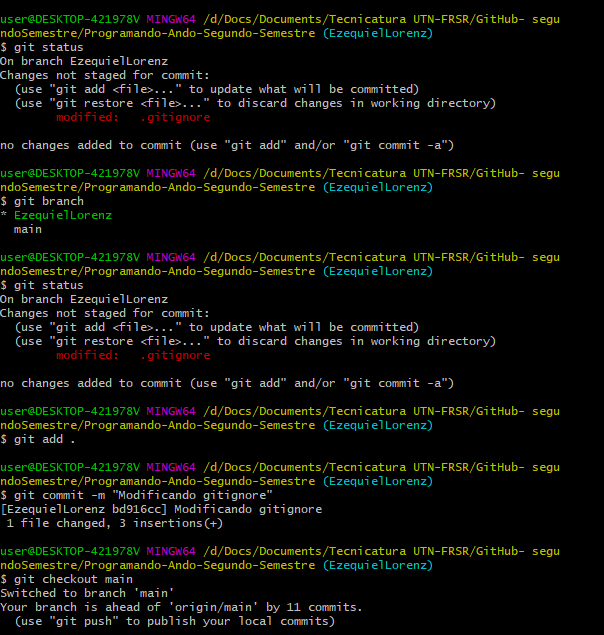 user@DESKTOP-421978V MINGW64 /d/Docs/Documents/Tecnicatura UTN-FRSR/GitHub- segu
ndoSemestre/Programando-Ando-Segundo-Semestre (EzequielLorenz)
$ git status
On branch EzequielLorenz
Changes not staged for commit:
  (use "git add <file>..." to update what will be committed)
  (use "git restore <file>..." to discard changes in working directory)
        modified:   .gitignore

no changes added to commit (use "git add" and/or "git commit -a")

user@DESKTOP-421978V MINGW64 /d/Docs/Documents/Tecnicatura UTN-FRSR/GitHub- segu
ndoSemestre/Programando-Ando-Segundo-Semestre (EzequielLorenz)
$ git branch
* EzequielLorenz
  main

user@DESKTOP-421978V MINGW64 /d/Docs/Documents/Tecnicatura UTN-FRSR/GitHub- segu
ndoSemestre/Programando-Ando-Segundo-Semestre (EzequielLorenz)
$ git status
On branch EzequielLorenz
Changes not staged for commit:
  (use "git add <file>..." to update what will be committed)
  (use "git restore <file>..." to discard changes in working directory)
        modified:   .gitignore

no changes added to commit (use "git add" and/or "git commit -a")

user@DESKTOP-421978V MINGW64 /d/Docs/Documents/Tecnicatura UTN-FRSR/GitHub- segu
ndoSemestre/Programando-Ando-Segundo-Semestre (EzequielLorenz)
$ git add .

user@DESKTOP-421978V MINGW64 /d/Docs/Documents/Tecnicatura UTN-FRSR/GitHub- segu
ndoSemestre/Programando-Ando-Segundo-Semestre (EzequielLorenz)
$ git commit -m "Modificando gitignore"
[EzequielLorenz bd916cc] Modificando gitignore
 1 file changed, 3 insertions(+)

user@DESKTOP-421978V MINGW64 /d/Docs/Documents/Tecnicatura UTN-FRSR/GitHub- segu
ndoSemestre/Programando-Ando-Segundo-Semestre (EzequielLorenz)
$ git checkout main
Switched to branch 'main'
Your branch is ahead of 'origin/main' by 11 commits.
  (use "git push" to publish your local commits)